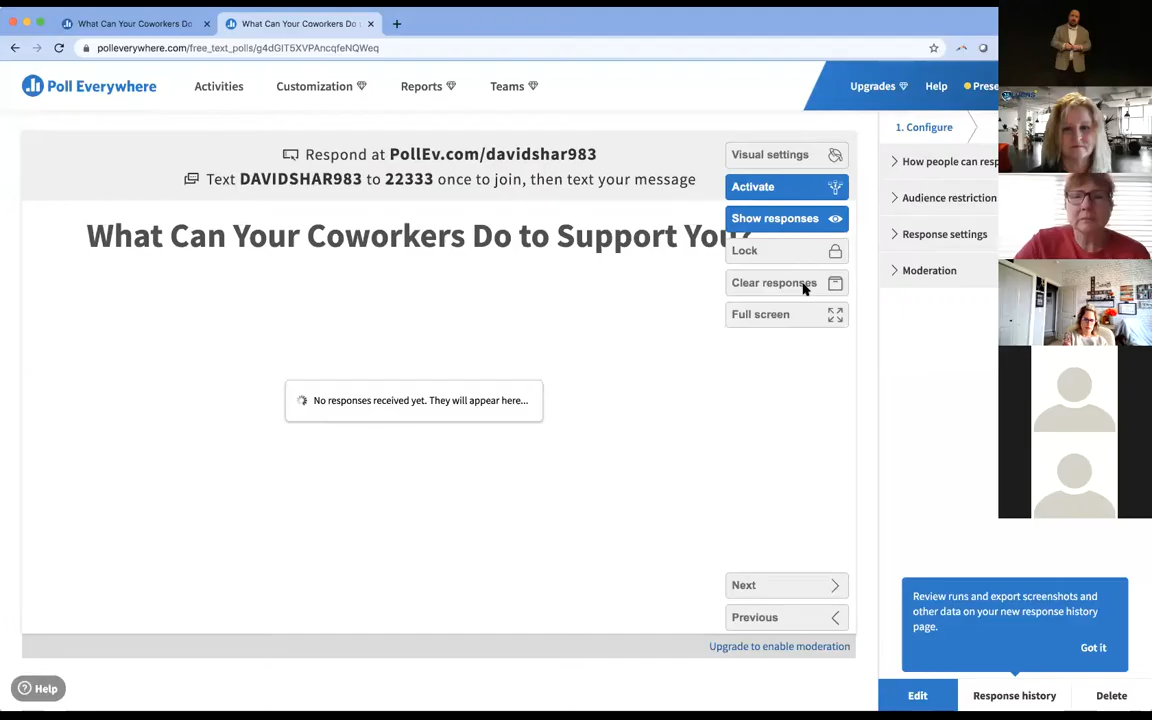 What Can Your Coworkers Do
What Can Your Coworkers Do
polleverywhere.com/free_text_polls/g4dGIT5XVPAncqfeNQWeq
Poll Everywhere
Activities
Customization
Reports
Teams
Upgrades
Help
Prese
Respond at PollEv.com/davidshar983
Text DAVIDSHAR983 to 22333 once to join, then text your message
What Can Your Coworkers Do to Support You?
Visual settings
Activate
Show responses
Lock
Clear responses
Full screen
No responses received yet. They will appear here...
Next
Previous
Upgrade to enable moderation
1. Configure
How people can resp
Audience restriction
Response settings
Moderation
Review runs and export screenshots and
other data on your new response history
page.
Got it
Help
Edit
Response history
Delete